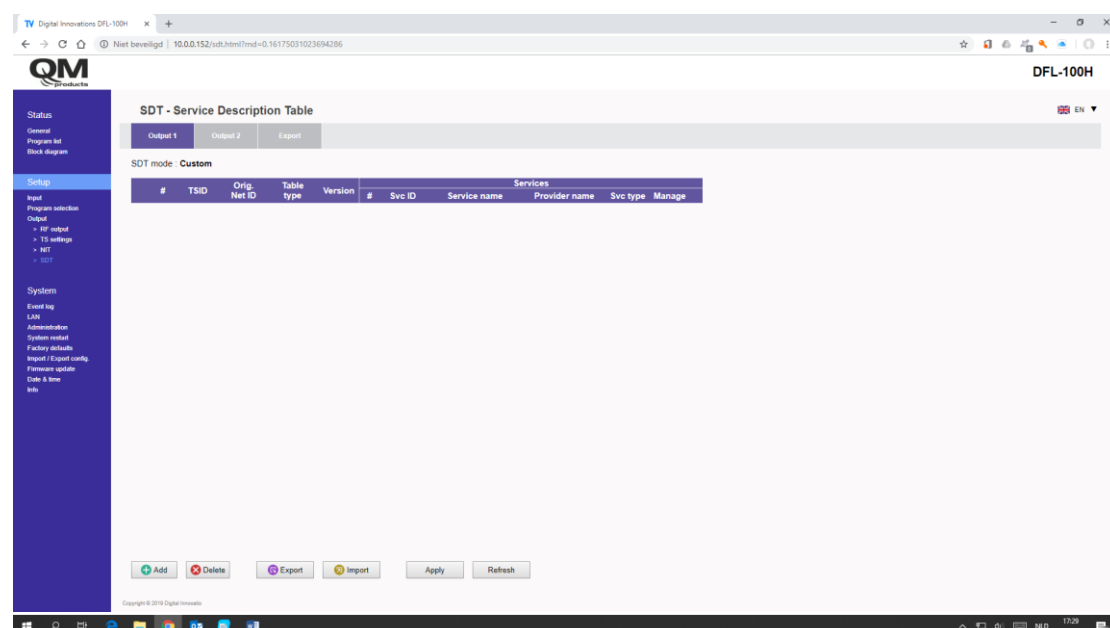 TV Digital Innovations DFL-100H × +
Niet beveiligd | 10.0.0.152/sdt.html?rnd=0.16175031023694286
QM
products
DFL-100H
Status
General
Program list
Block diagram
Setup
Input
Program selection
Output
> RF output
> TS settings
> NIT
> SDT
System
Event log
LAN
Administration
System restart
Factory defaults
Import / Export config.
Firmware update
Date & time
Info
SDT - Service Description Table
EN ▼
Output 1 Output 2 Export
SDT mode : Custom
# TSID Orig. Net ID Table type Version Services
# Svc ID Service name Provider name Svc type Manage
Add Delete Export Import Apply Refresh
Copyright © 2019 Digital Innovatio
NLD 17:29